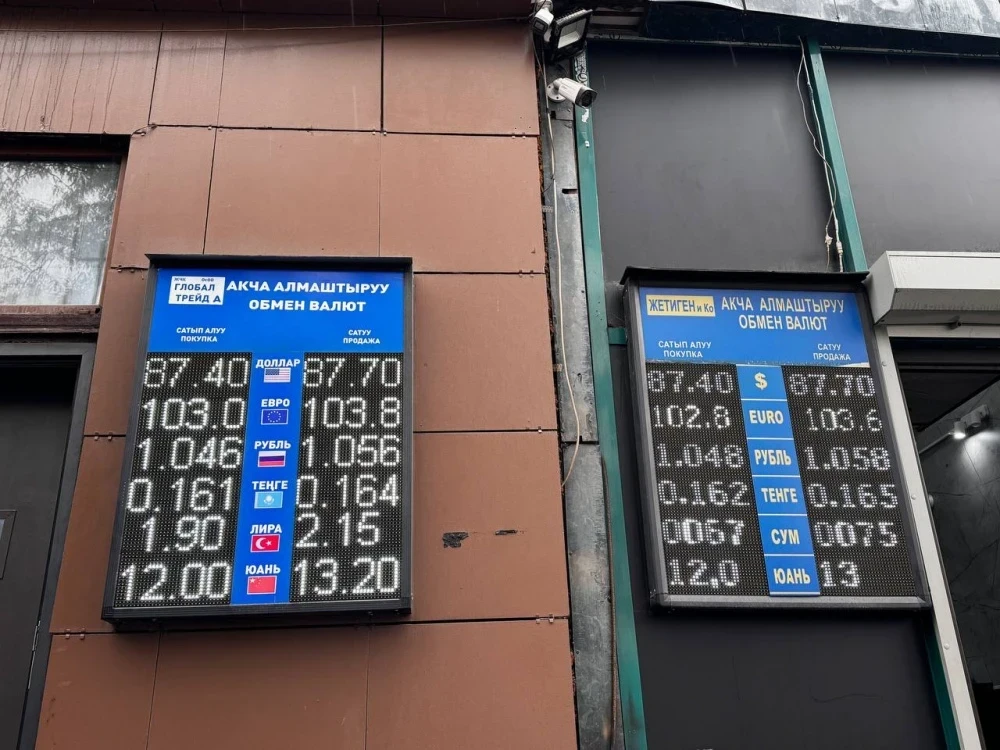 ЖЧК ОсОО
ГЛОБАЛ
ТРЕЙД А
АКЧА АЛМАШТЫРУУ
ОБМЕН ВАЛЮТ
САТЫП АЛУУ САТУУ
ПОКУПКА ПРОДАЖА
87.40 ДОЛЛАР 87.70
103.0 ЕВРО 103.8
1.046 РУБЛЬ 1.056
0.161 ТЕҢГЕ 0.164
1.90 ЛИРА 2.15
12.00 ЮАНЬ 13.20
ЖЕТИГЕН и Ко
АКЧА АЛМАШТЫРУУ
ОБМЕН ВАЛЮТ
САТЫП АЛУУ САТУУ
ПОКУПКА ПРОДАЖА
87.40 $ 87.70
102.8 EURO 103.6
1.048 РУБЛЬ 1.058
0.162 ТЕНГЕ 0.165
0067 СУМ 0075
12.0 ЮАНЬ 13